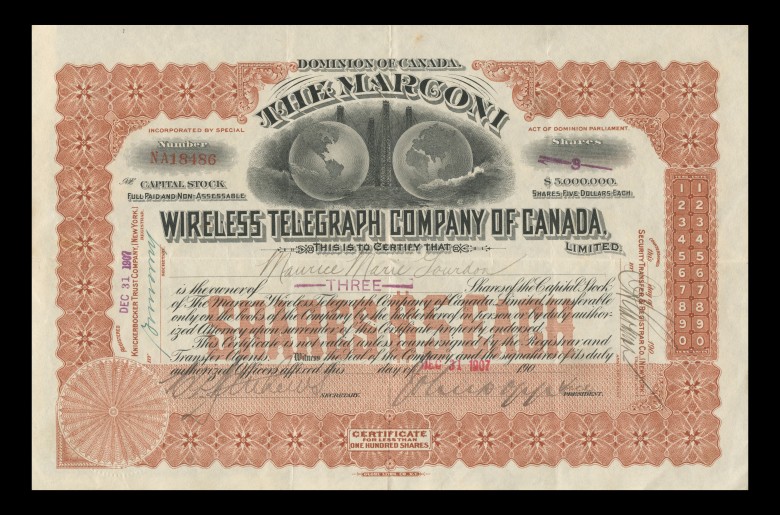 DOMINION OF CANADA.
THE MARCONI
INCORPORATED BY SPECIAL
ACT OF DOMINION PARLIAMENT.
Number
NA18486
Shares
3
CAPITAL STOCK
FULL PAID AND NON-ASSESSABLE
$5,000,000.
SHARES FIVE DOLLARS EACH.
WIRELESS TELEGRAPH COMPANY OF CANADA,
LIMITED.
THIS IS TO CERTIFY THAT
Maurice Marie Gourdon
is the owner of THREE Shares of the Capital Stock
of The Marconi Wireless Telegraph Company of Canada, Limited, transferable
only on the books of the Company by the holder hereof in person or by duly author-
ized Attorney upon surrender of this Certificate properly endorsed.
This Certificate is not valid unless countersigned by the Registrar and
Transfer Agents. Witness the Seal of the Company and the signatures of its duly
authorized Officers affixed this day of DEC 31 1907 190
SECRETARY.
PRESIDENT.
REGISTERED DEC 31 1907
KNICKERBOCKER TRUST COMPANY, (NEW YORK.)
REGISTRAR.
BY
190
SECURITY TRANSFER & REGISTRAR CO.
BY
1 1
2 2
3 3
4 4
5 5
6 6
7 7
8 8
9 9
0 0
CERTIFICATE
FOR LESS THAN
ONE HUNDRED SHARES